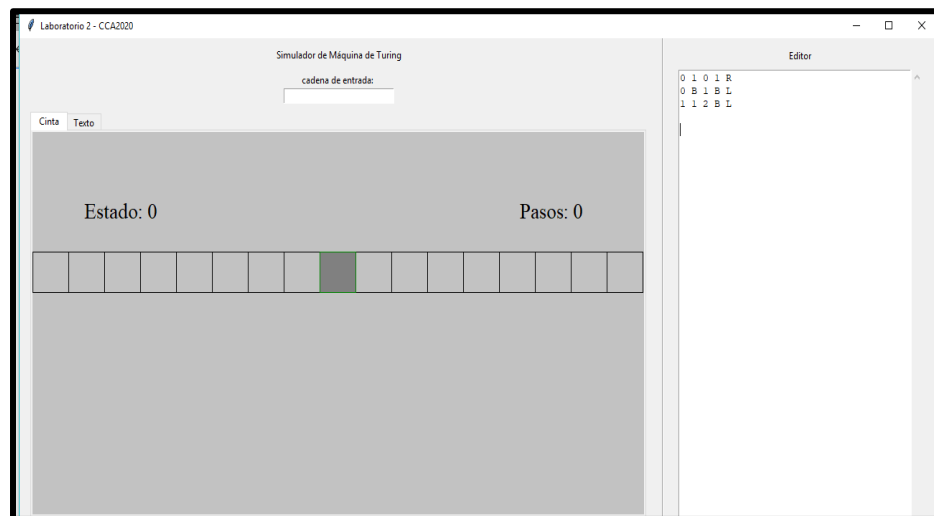 Laboratorio 2 - CCA2020
Simulador de Máquina de Turing
cadena de entrada:
Cinta Texto
Estado: 0 Pasos: 0
Editor
0 1 0 1 R
0 B 1 B L
1 1 2 B L